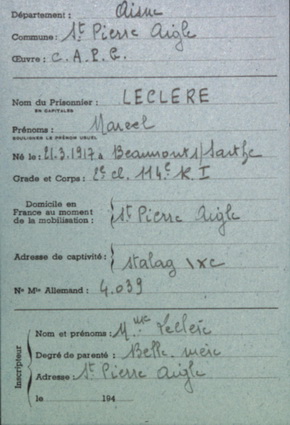 Département : Aisne
Commune : St Pierre Aigle
Œuvre : C. A. P. G.
Nom du Prisonnier : LECLERE
EN CAPITALES
Prénoms : Marcel
SOULIGNER LE PRÉNOM USUEL
Né le : 21.3.1917 à Beaumont s/ Sarthe
Grade et Corps : 2e cl. 114e R. I
Domicile en
France au moment
de la mobilisation : St Pierre Aigle
Adresse de captivité : Stalag IXC
No Mle Allemand : 4.039
Inscripteur
Nom et prénoms : Mme Leclere
Degré de parenté : Belle-mère
Adresse : St Pierre Aigle
le 194